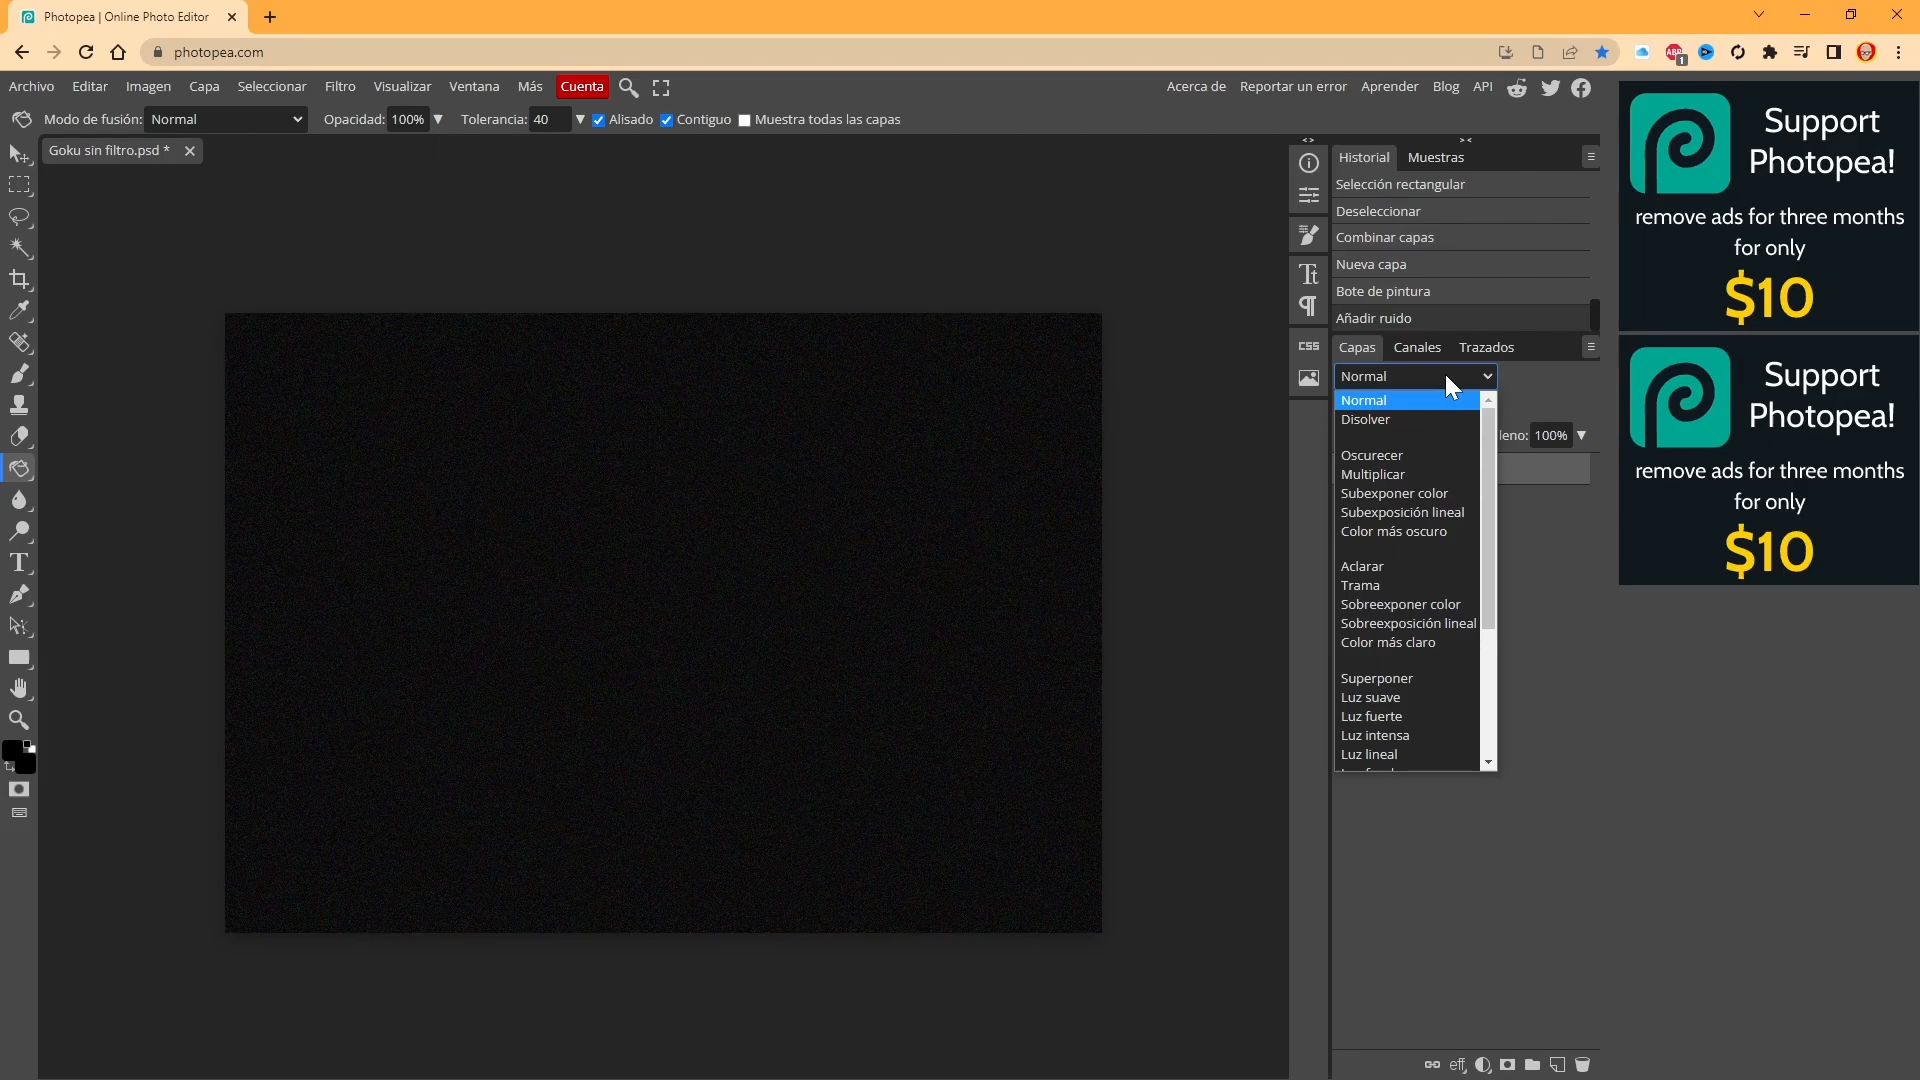 Photopea | Online Photo Editor
photopea.com
ABP
1
Archivo Editar Imagen Capa Seleccionar Filtro Visualizar Ventana Más Cuenta
Acerca de Reportar un error Aprender Blog API
Modo de fusión: Normal Opacidad: 100% Tolerancia: 40 Alisado Contiguo Muestra todas las capas
Goku sin filtro.psd *
Historial Muestras
Selección rectangular
Deseleccionar
Combinar capas
Nueva capa
Bote de pintura
Añadir ruido
CSS
Capas Canales Trazados
Normal
Normal
Disolver
leno: 100%
Oscurecer
Multiplicar
Subexponer color
Subexposición lineal
Color más oscuro
Aclarar
Trama
Sobreexponer color
Sobreexposición lineal
Color más claro
Superponer
Luz suave
Luz fuerte
Luz intensa
Luz lineal
eff
Support
Photopea!
remove ads for three months
for only
$10
Support
Photopea!
remove ads for three months
for only
$10